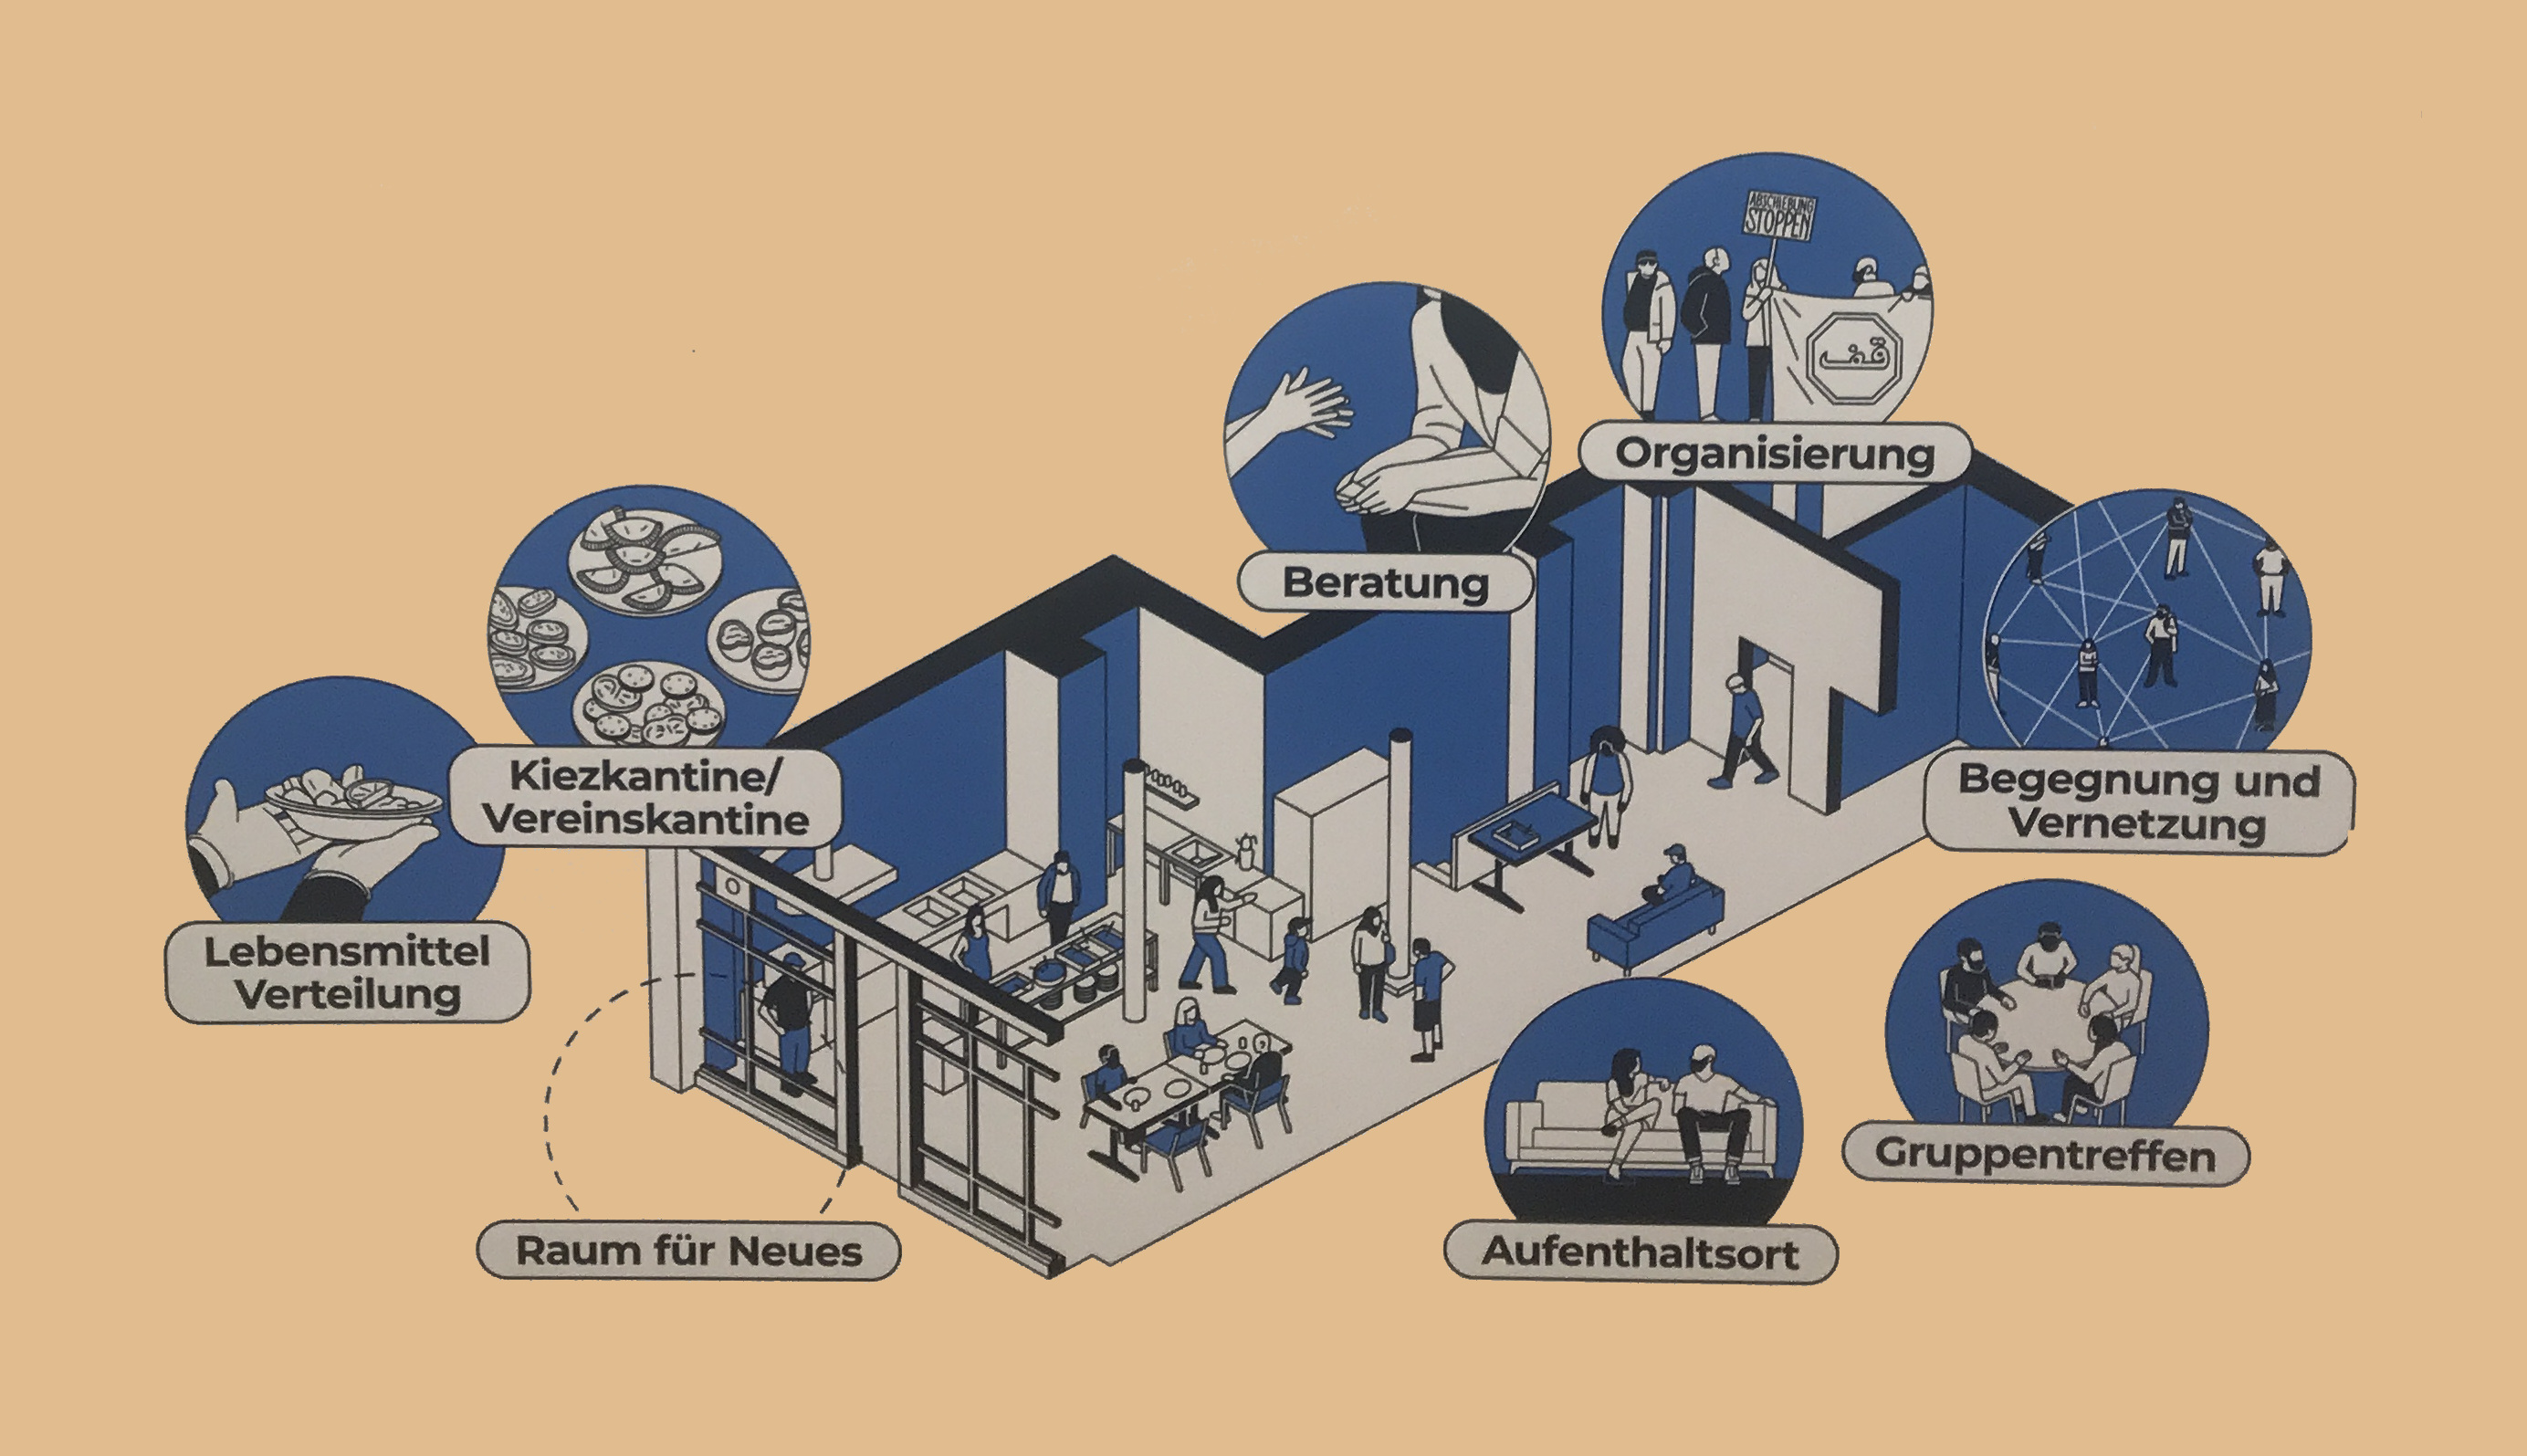 ABSCHIEBUNG
STOPPEN
قف
Organisierung
Beratung
Kiezkantine/
Vereinskantine
Begegnung und
Vernetzung
Lebensmittel
Verteilung
Gruppentreffen
Raum für Neues
Aufenthaltsort